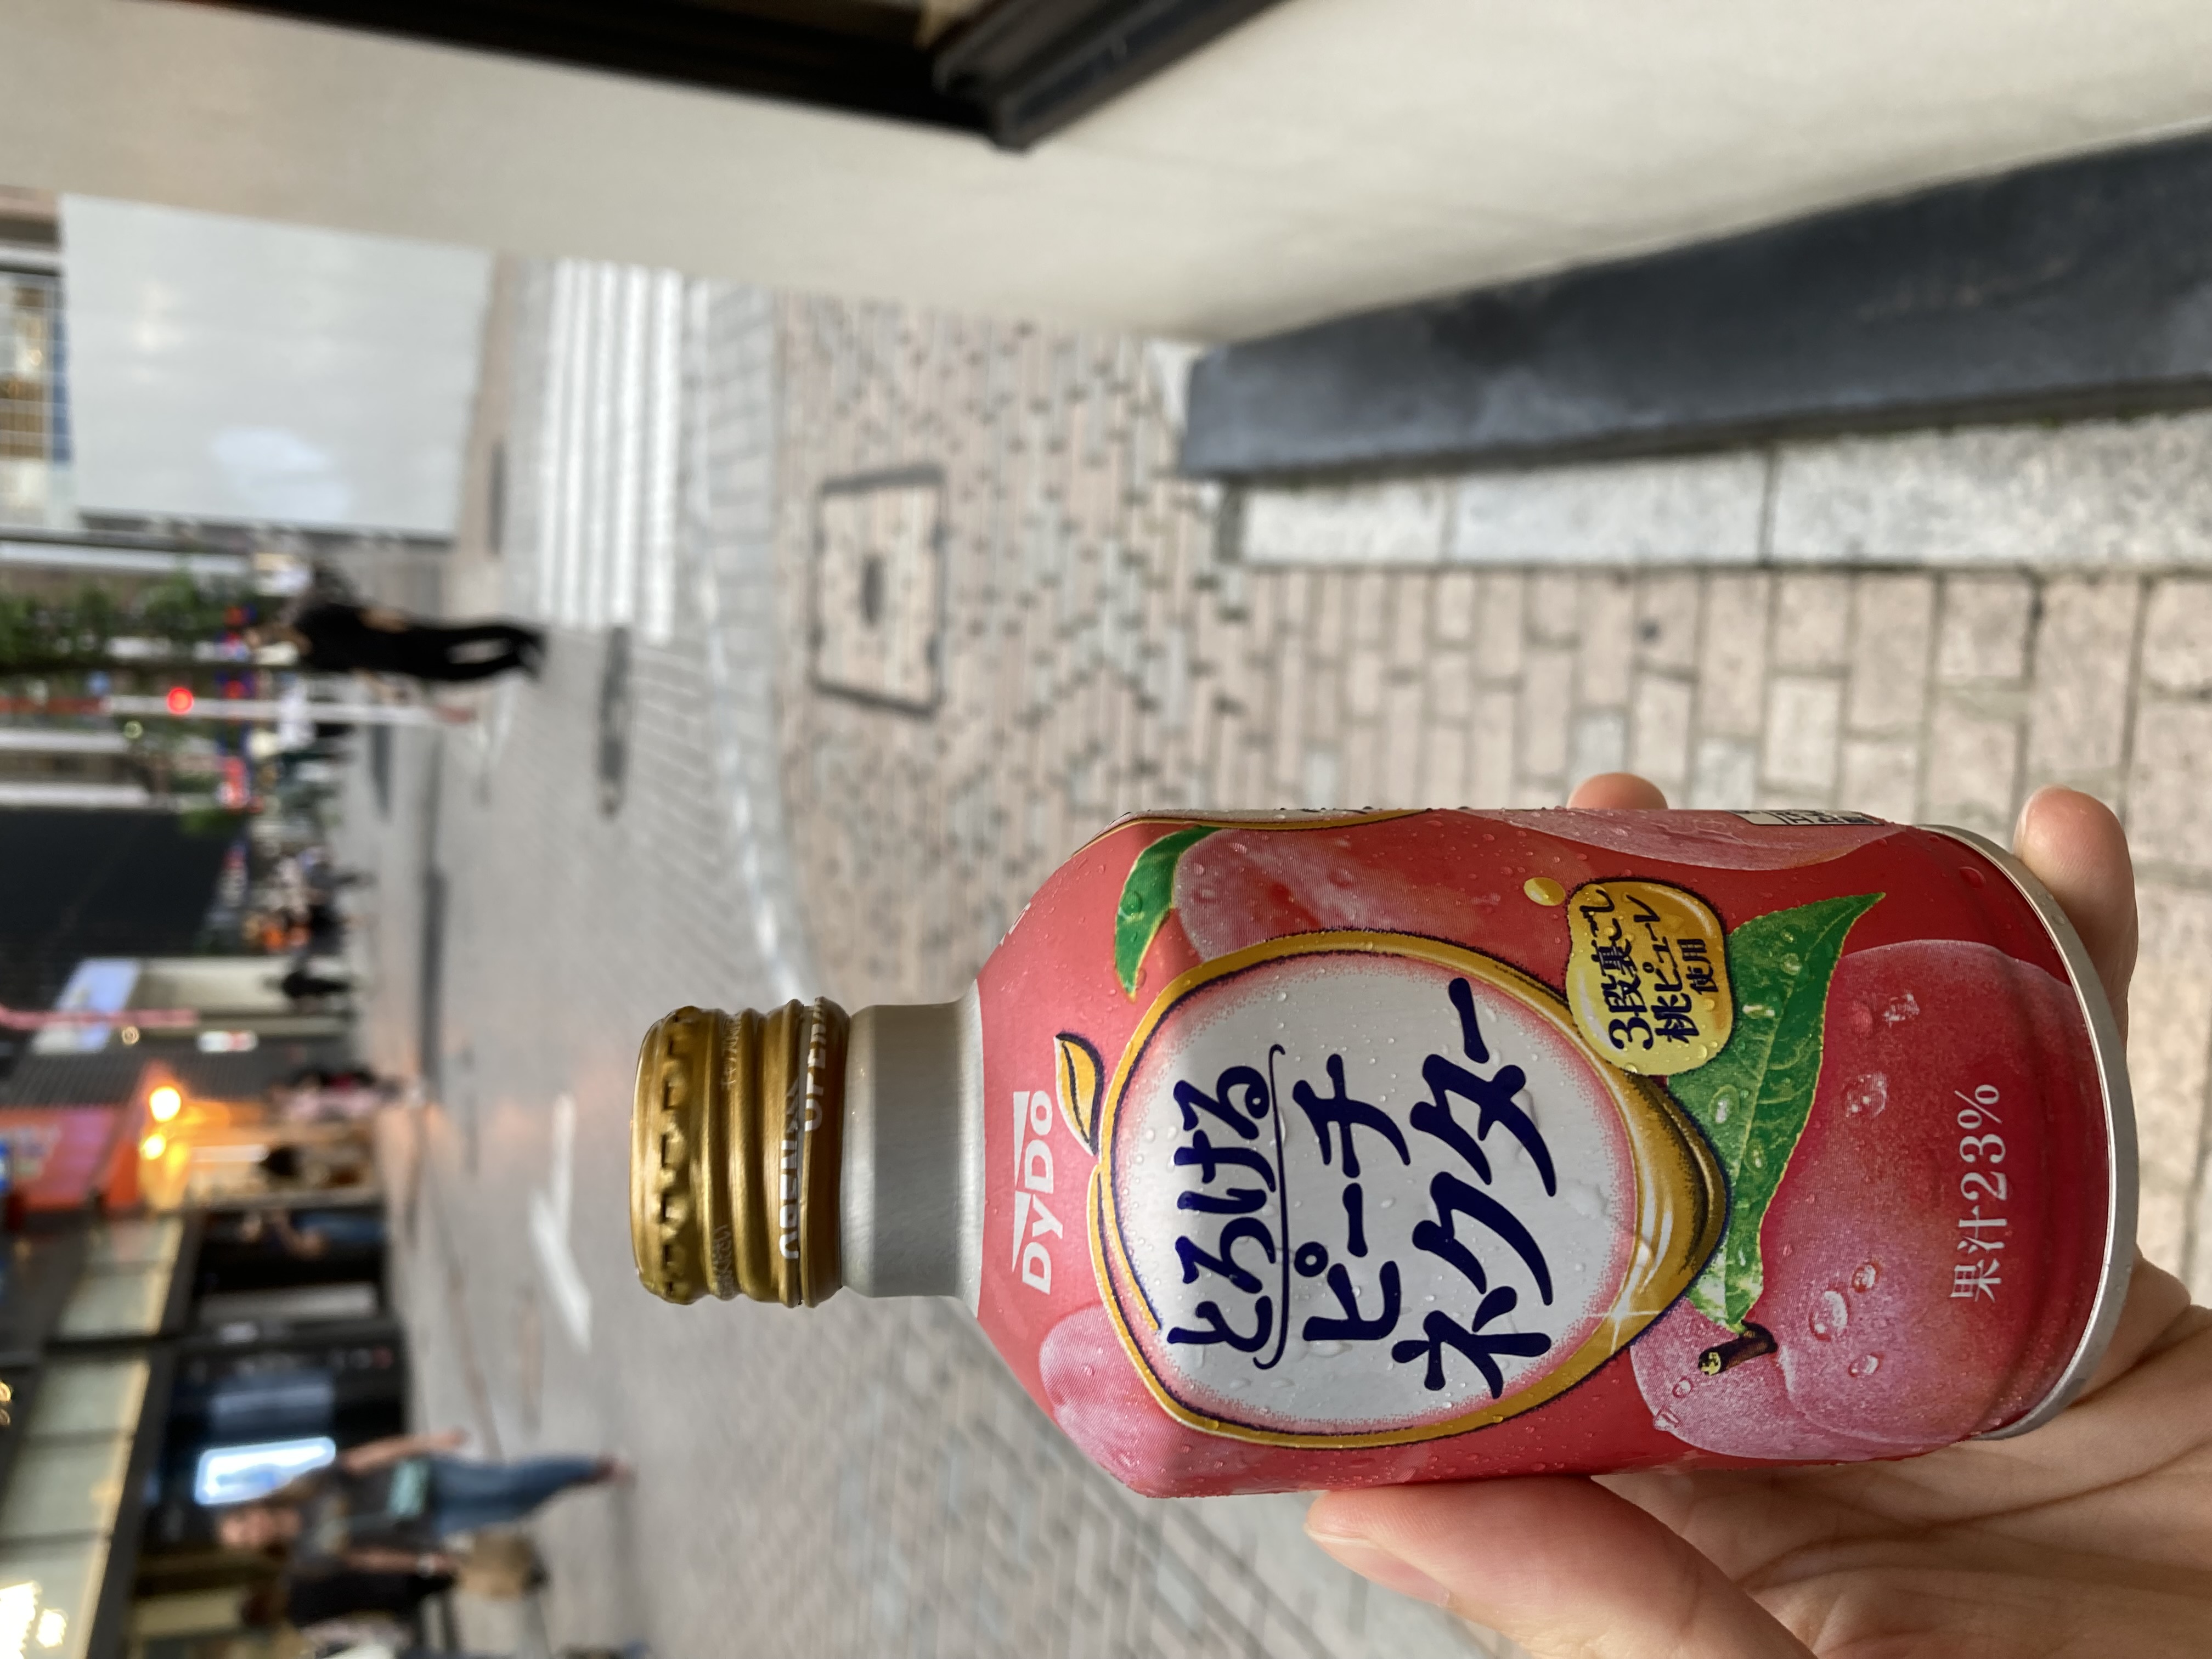 DyDo
とろける
ピーチ
ネクター
3段裏ごし
桃ピューレ
使用
果汁23%